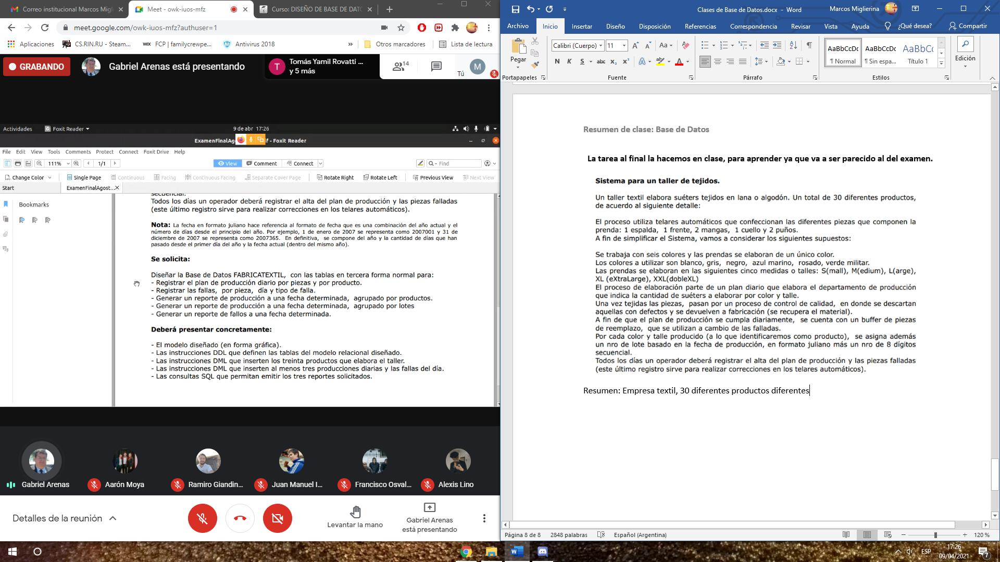 Correo institucional Marcos Migli
Meet - owk-iuos-mfz
Curso: DISEÑO DE BASE DE DATO
meet.google.com/owk-iuos-mfz?authuser=1
Aplicaciones
CS.RIN.RU - Steam...
WiX FCP | familycrewpe...
Antivirus 2018
»
Otros marcadores
Lista de lectura
GRABANDO
Gabriel Arenas está presentando
T
Tomás Yamil Rovatti ...
y 5 más
14
Tú
M
Actividades
Foxit Reader
9 de abr 17:26
ExamenFinalAg
f - Foxit Reader
File Edit View Tools Comments Protect Connect Foxit Drive Help
111%
1/1
View
Comment
Connect
Find
Change Color
Single Page
Continuous
Facing
Continuous Facing
Separate Cover Page
Rotate Right
Rotate Left
Previous View
Next View
Start
ExamenFinalAgost...
Bookmarks
secuencial.
Todos los días un operador deberá registrar el alta del plan de producción y las piezas falladas
(este último registro sirve para realizar correcciones en los telares automáticos).
Nota: La fecha en formato juliano hace referencia al formato de fecha que es una combinación del año actual y el
número de días desde el principio del año. Por ejemplo, 1 de enero de 2007 se representa como 2007001 y 31 de
diciembre de 2007 se representa como 2007365. En definitiva, se compone del año y la cantidad de días que han
pasado desde el primer día del año y la fecha actual (dentro del mismo año).
Se solicita:
Diseñar la Base de Datos FABRICATEXTIL, con las tablas en tercera forma normal para:
- Registrar el plan de producción diario por piezas y por producto.
- Registrar las fallas, por pieza, día y tipo de falla.
- Generar un reporte de producción a una fecha determinada, agrupado por productos.
- Generar un reporte de producción a una fecha determinada, agrupado por lotes
- Generar un reporte de fallos a una fecha determinada.
Deberá presentar concretamente:
- El modelo diseñado (en forma gráfica).
- Las instrucciones DDL que definen las tablas del modelo relacional diseñado.
- Las instrucciones DML que inserten los treinta productos que elabora el taller.
- Las instrucciones DML que inserten al menos tres producciones diarias y las fallas del día.
- Las consultas SQL que permitan emitir los tres reportes solicitados.
Gabriel Arenas
Aarón Moya
Ramiro Giandin...
Juan Manuel I...
Francisco Osval...
Alexis Lino
Detalles de la reunión
Levantar la mano
Gabriel Arenas
está presentando
Clases de Base de Datos.docx - Word
Marcos Miglierina
Archivo Inicio Insertar Diseño Disposición Referencias Correspondencia Revisar Vista Ayuda ¿Qué desea? Compartir
Pegar
Portapapeles
Calibri (Cuerpo) 11
N K S abc x₂ x²
Aa
Fuente
Párrafo
AaBbCcDc
¶ Normal
AaBbCcDc
¶ Sin espa...
AaBbCc
Título 1
Estilos
Edición
Resumen de clase: Base de Datos
La tarea al final la hacemos en clase, para aprender ya que va a ser parecido al del examen.
Sistema para un taller de tejidos.
Un taller textil elabora suéters tejidos en lana o algodón. Un total de 30 diferentes productos,
de acuerdo al siguiente detalle:
El proceso utiliza telares automáticos que confeccionan las diferentes piezas que componen la
prenda: 1 espalda, 1 frente, 2 mangas, 1 cuello y 2 puños.
A fin de simplificar el Sistema, vamos a considerar los siguientes supuestos:
Se trabaja con seis colores y las prendas se elaboran de un único color.
Los colores a utilizar son blanco, gris, negro, azul marino, rosado, verde militar.
Las prendas se elaboran en las siguientes cinco medidas o talles: S(mall), M(edium), L(arge),
XL (eXtraLarge), XXL(dobleXL)
El proceso de elaboración parte de un plan diario que elabora el departamento de producción
que indica la cantidad de suéters a elaborar por color y talle.
Una vez tejidas las piezas, pasan por un proceso de control de calidad, en donde se descartan
aquellas con defectos y se devuelven a fabricación (se recupera el material).
A fin de que el plan de producción se cumpla diariamente, se cuenta con un buffer de piezas
de reemplazo, que se utilizan a cambio de las falladas.
Por cada color y talle producido (a lo que identificaremos como producto), se asigna además
un nro de lote basado en la fecha de producción, en formato juliano más un nro de 8 dígitos
secuencial.
Todos los días un operador deberá registrar el alta del plan de producción y las piezas falladas
(este último registro sirve para realizar correcciones en los telares automáticos).
Resumen: Empresa textil, 30 diferentes productos diferentes
Página 8 de 8
2848 palabras
Español (Argentina)
120 %
ESP
17:26
09/04/2021
7